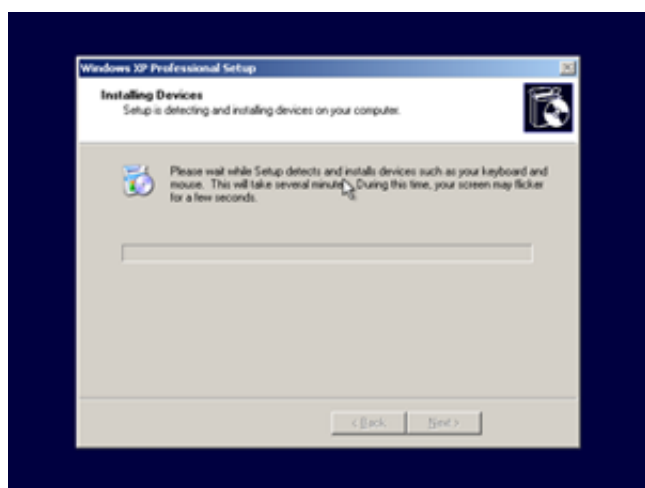 Windows XP Professional Setup
Installing Devices
Setup is detecting and installing devices on your computer.
Please wait while Setup detects and installs devices such as your keyboard and
mouse. This will take several minutes. During this time, your screen may flicker
for a few seconds.
< Back
Next >